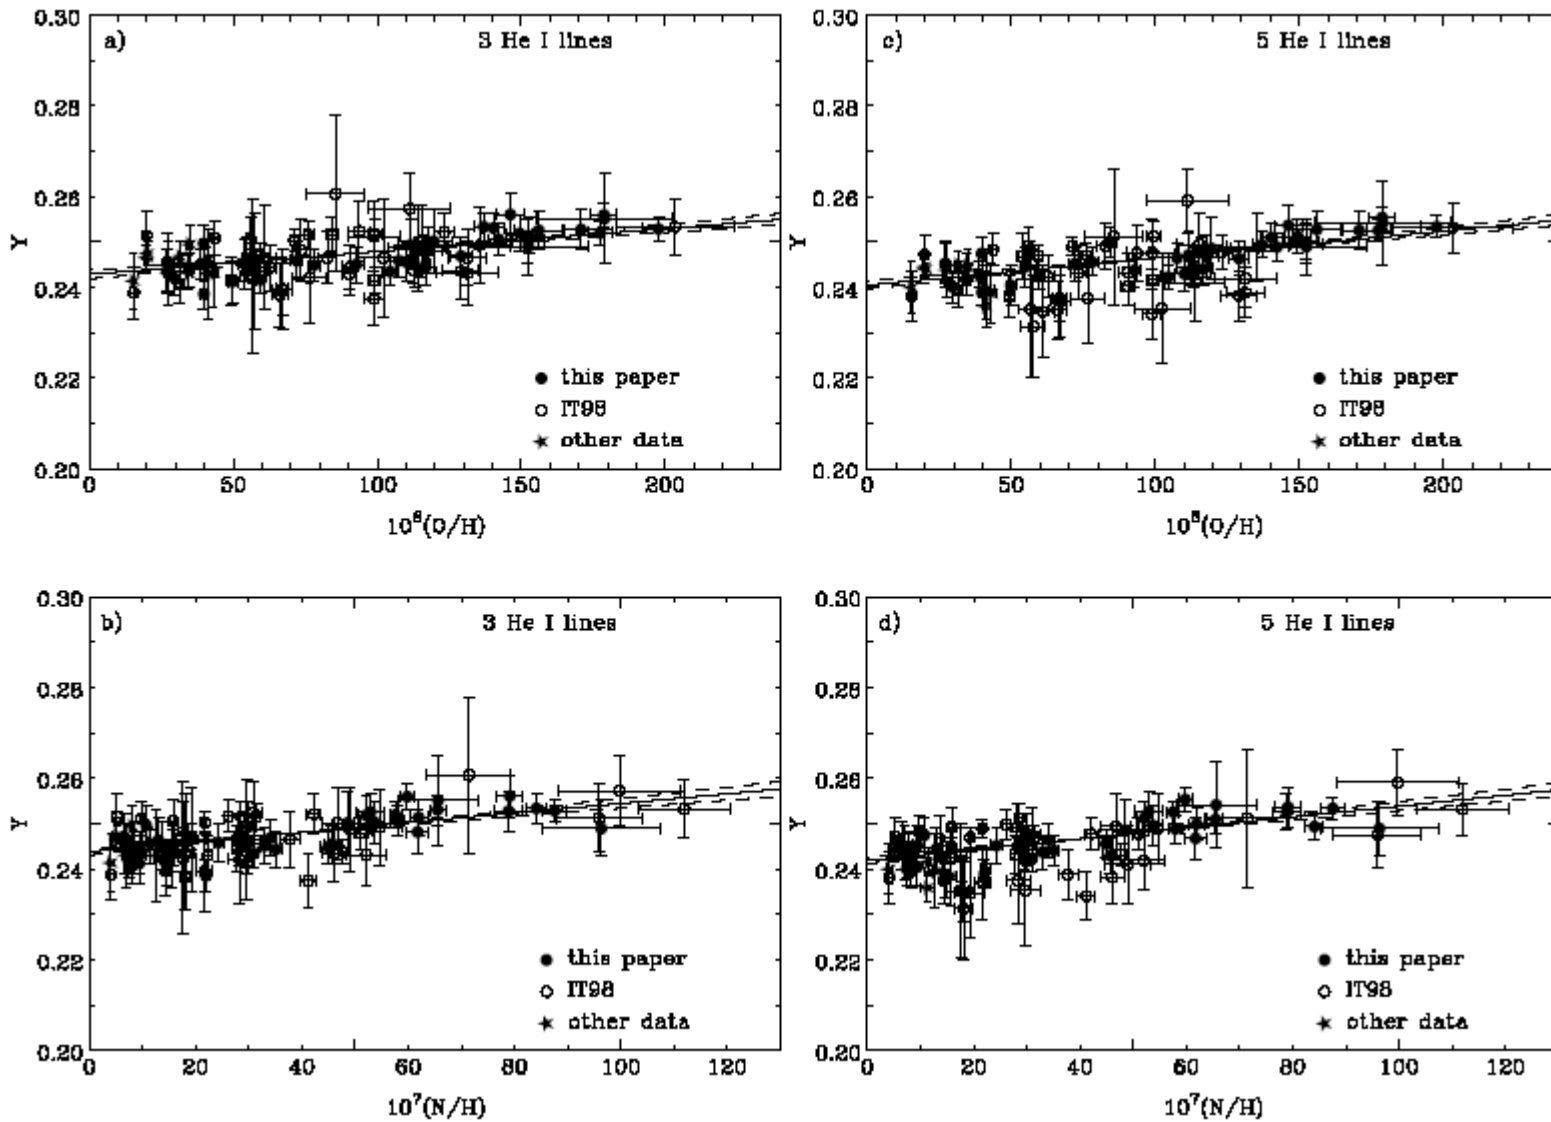 a) 3 He I lines
0.30
0.28
0.26
Y
0.24
0.22
0.20
● this paper
○ IT98
★ other data
0 50 100 150 200
10⁶(O/H)
c) 5 He I lines
0.30
0.28
0.26
Y
0.24
0.22
0.20
● this paper
○ IT98
★ other data
0 50 100 150 200
10⁶(O/H)
b) 3 He I lines
0.30
0.28
0.26
Y
0.24
0.22
0.20
● this paper
○ IT98
★ other data
0 20 40 60 80 100 120
10⁷(N/H)
d) 5 He I lines
0.30
0.28
0.26
Y
0.24
0.22
0.20
● this paper
○ IT98
★ other data
0 20 40 60 80 100 120
10⁷(N/H)